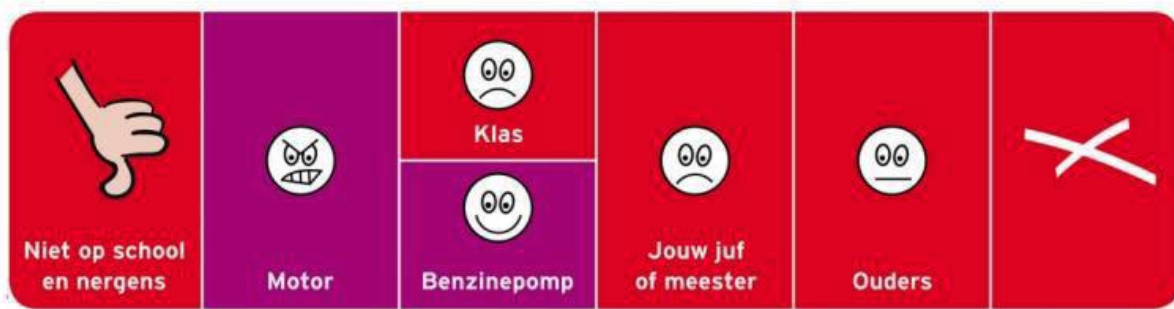 Niet op school
en nergens
Motor
Klas
Benzinepomp
Jouw juf
of meester
Ouders